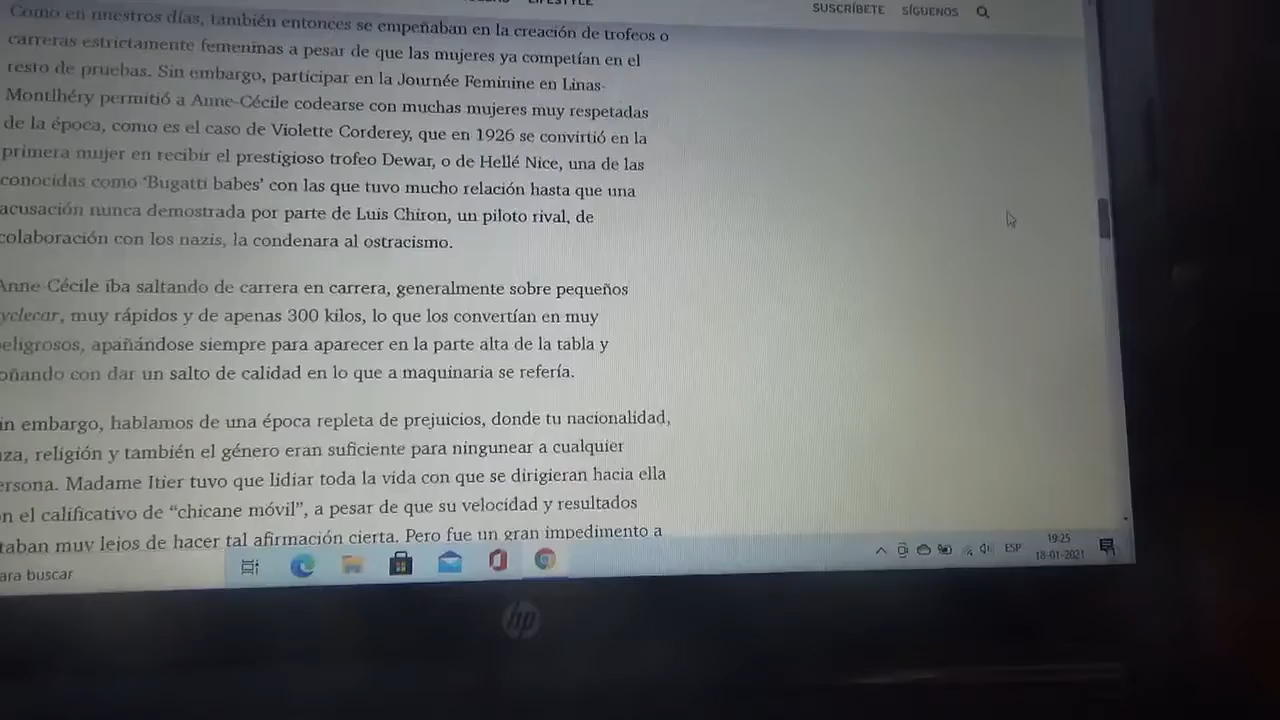 LIFESTYLE
SUSCRÍBETE SÍGUENOS
Como en nuestros días, también entonces se empeñaban en la creación de trofeos o
carreras estrictamente femeninas a pesar de que las mujeres ya competían en el
resto de pruebas. Sin embargo, participar en la Journée Feminine en Linas-
Montlhéry permitió a Anne-Cécile codearse con muchas mujeres muy respetadas
de la época, como es el caso de Violette Corderey, que en 1926 se convirtió en la
primera mujer en recibir el prestigioso trofeo Dewar, o de Hellé Nice, una de las
conocidas como ‘Bugatti babes’ con las que tuvo mucho relación hasta que una
acusación nunca demostrada por parte de Luis Chiron, un piloto rival, de
colaboración con los nazis, la condenara al ostracismo.
Anne-Cécile iba saltando de carrera en carrera, generalmente sobre pequeños
yclecar, muy rápidos y de apenas 300 kilos, lo que los convertían en muy
eligrosos, apañándose siempre para aparecer en la parte alta de la tabla y
oñando con dar un salto de calidad en lo que a maquinaria se refería.
in embargo, hablamos de una época repleta de prejuicios, donde tu nacionalidad,
aza, religión y también el género eran suficiente para ningunear a cualquier
ersona. Madame Itier tuvo que lidiar toda la vida con que se dirigieran hacia ella
on el calificativo de “chicane móvil”, a pesar de que su velocidad y resultados
taban muy lejos de hacer tal afirmación cierta. Pero fue un gran impedimento a
ara buscar
ESP
19:25
18-01-2021
hp